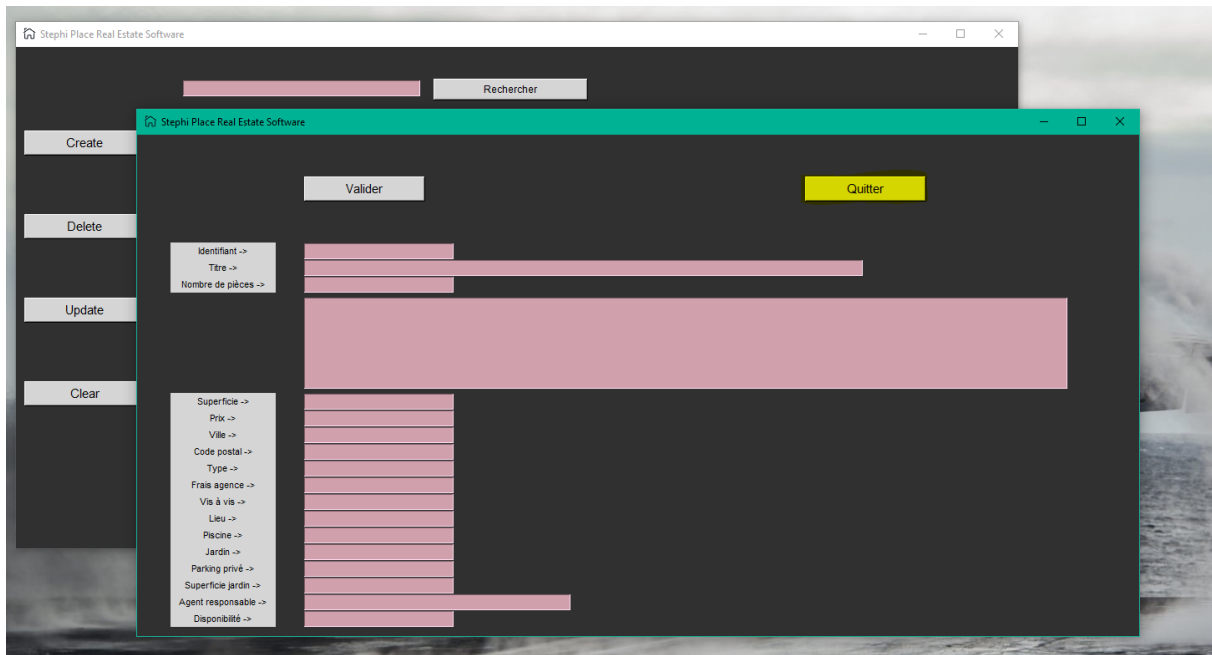 Stephi Place Real Estate Software
Rechercher
Stephi Place Real Estate Software
Create
Valider
Quitter
Delete
Identifiant ->
Titre ->
Nombre de pièces ->
Update
Clear
Superficie ->
Prix ->
Ville ->
Code postal ->
Type ->
Frais agence ->
Vis à vis ->
Lieu ->
Piscine ->
Jardin ->
Parking privé ->
Superficie jardin ->
Agent responsable ->
Disponibilité ->